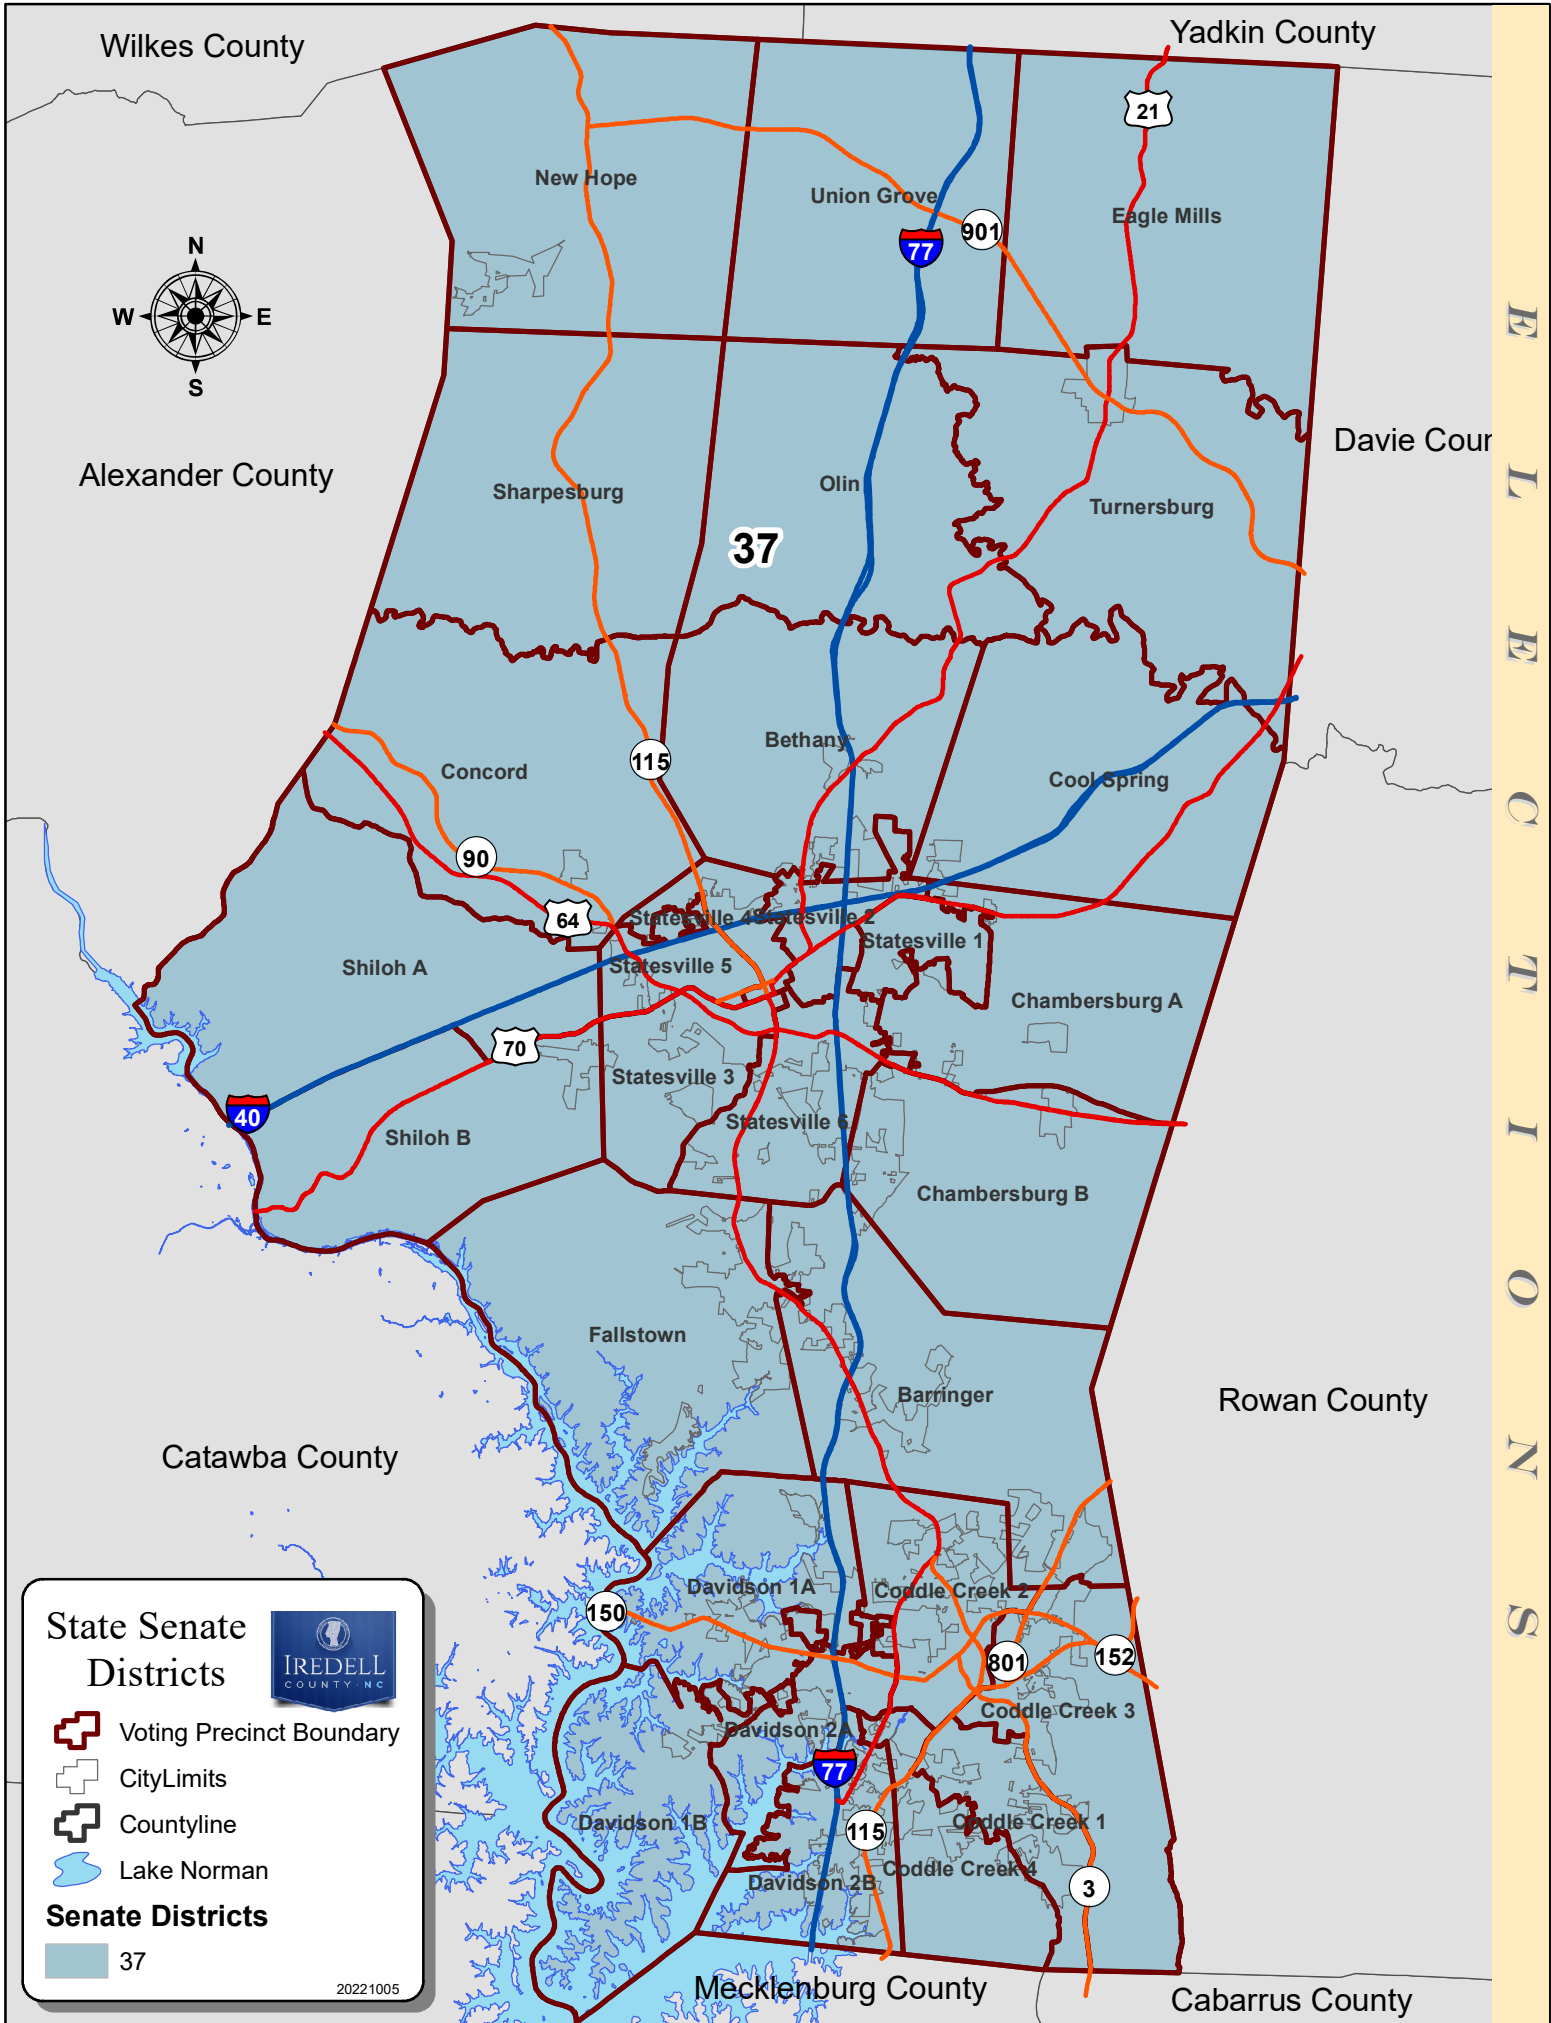 Wilkes County
Yadkin County
21
New Hope
Union Grove
Eagle Mills
901
77
N
W
E
S
Alexander County
Davie Coun
Sharpesburg
Olin
Turnersburg
37
Bethany
115
Concord
Cool Spring
90
64
Statesville 4
Statesville 2
Statesville 1
Shiloh A
Statesville 5
Chambersburg A
70
Statesville 3
40
Statesville 6
Shiloh B
Chambersburg B
Fallstown
Barringer
Rowan County
Catawba County
Davidson 1A
Coddle Creek 2
150
801
152
Coddle Creek 3
Davidson 2A
77
Davidson 1B
115
Coddle Creek 1
Coddle Creek 4
Davidson 2B
3
Mecklenburg County
Cabarrus County
State Senate
Districts
IREDELL
COUNTY NC
Voting Precinct Boundary
CityLimits
Countyline
Lake Norman
Senate Districts
37
20221005
ELECTIONS